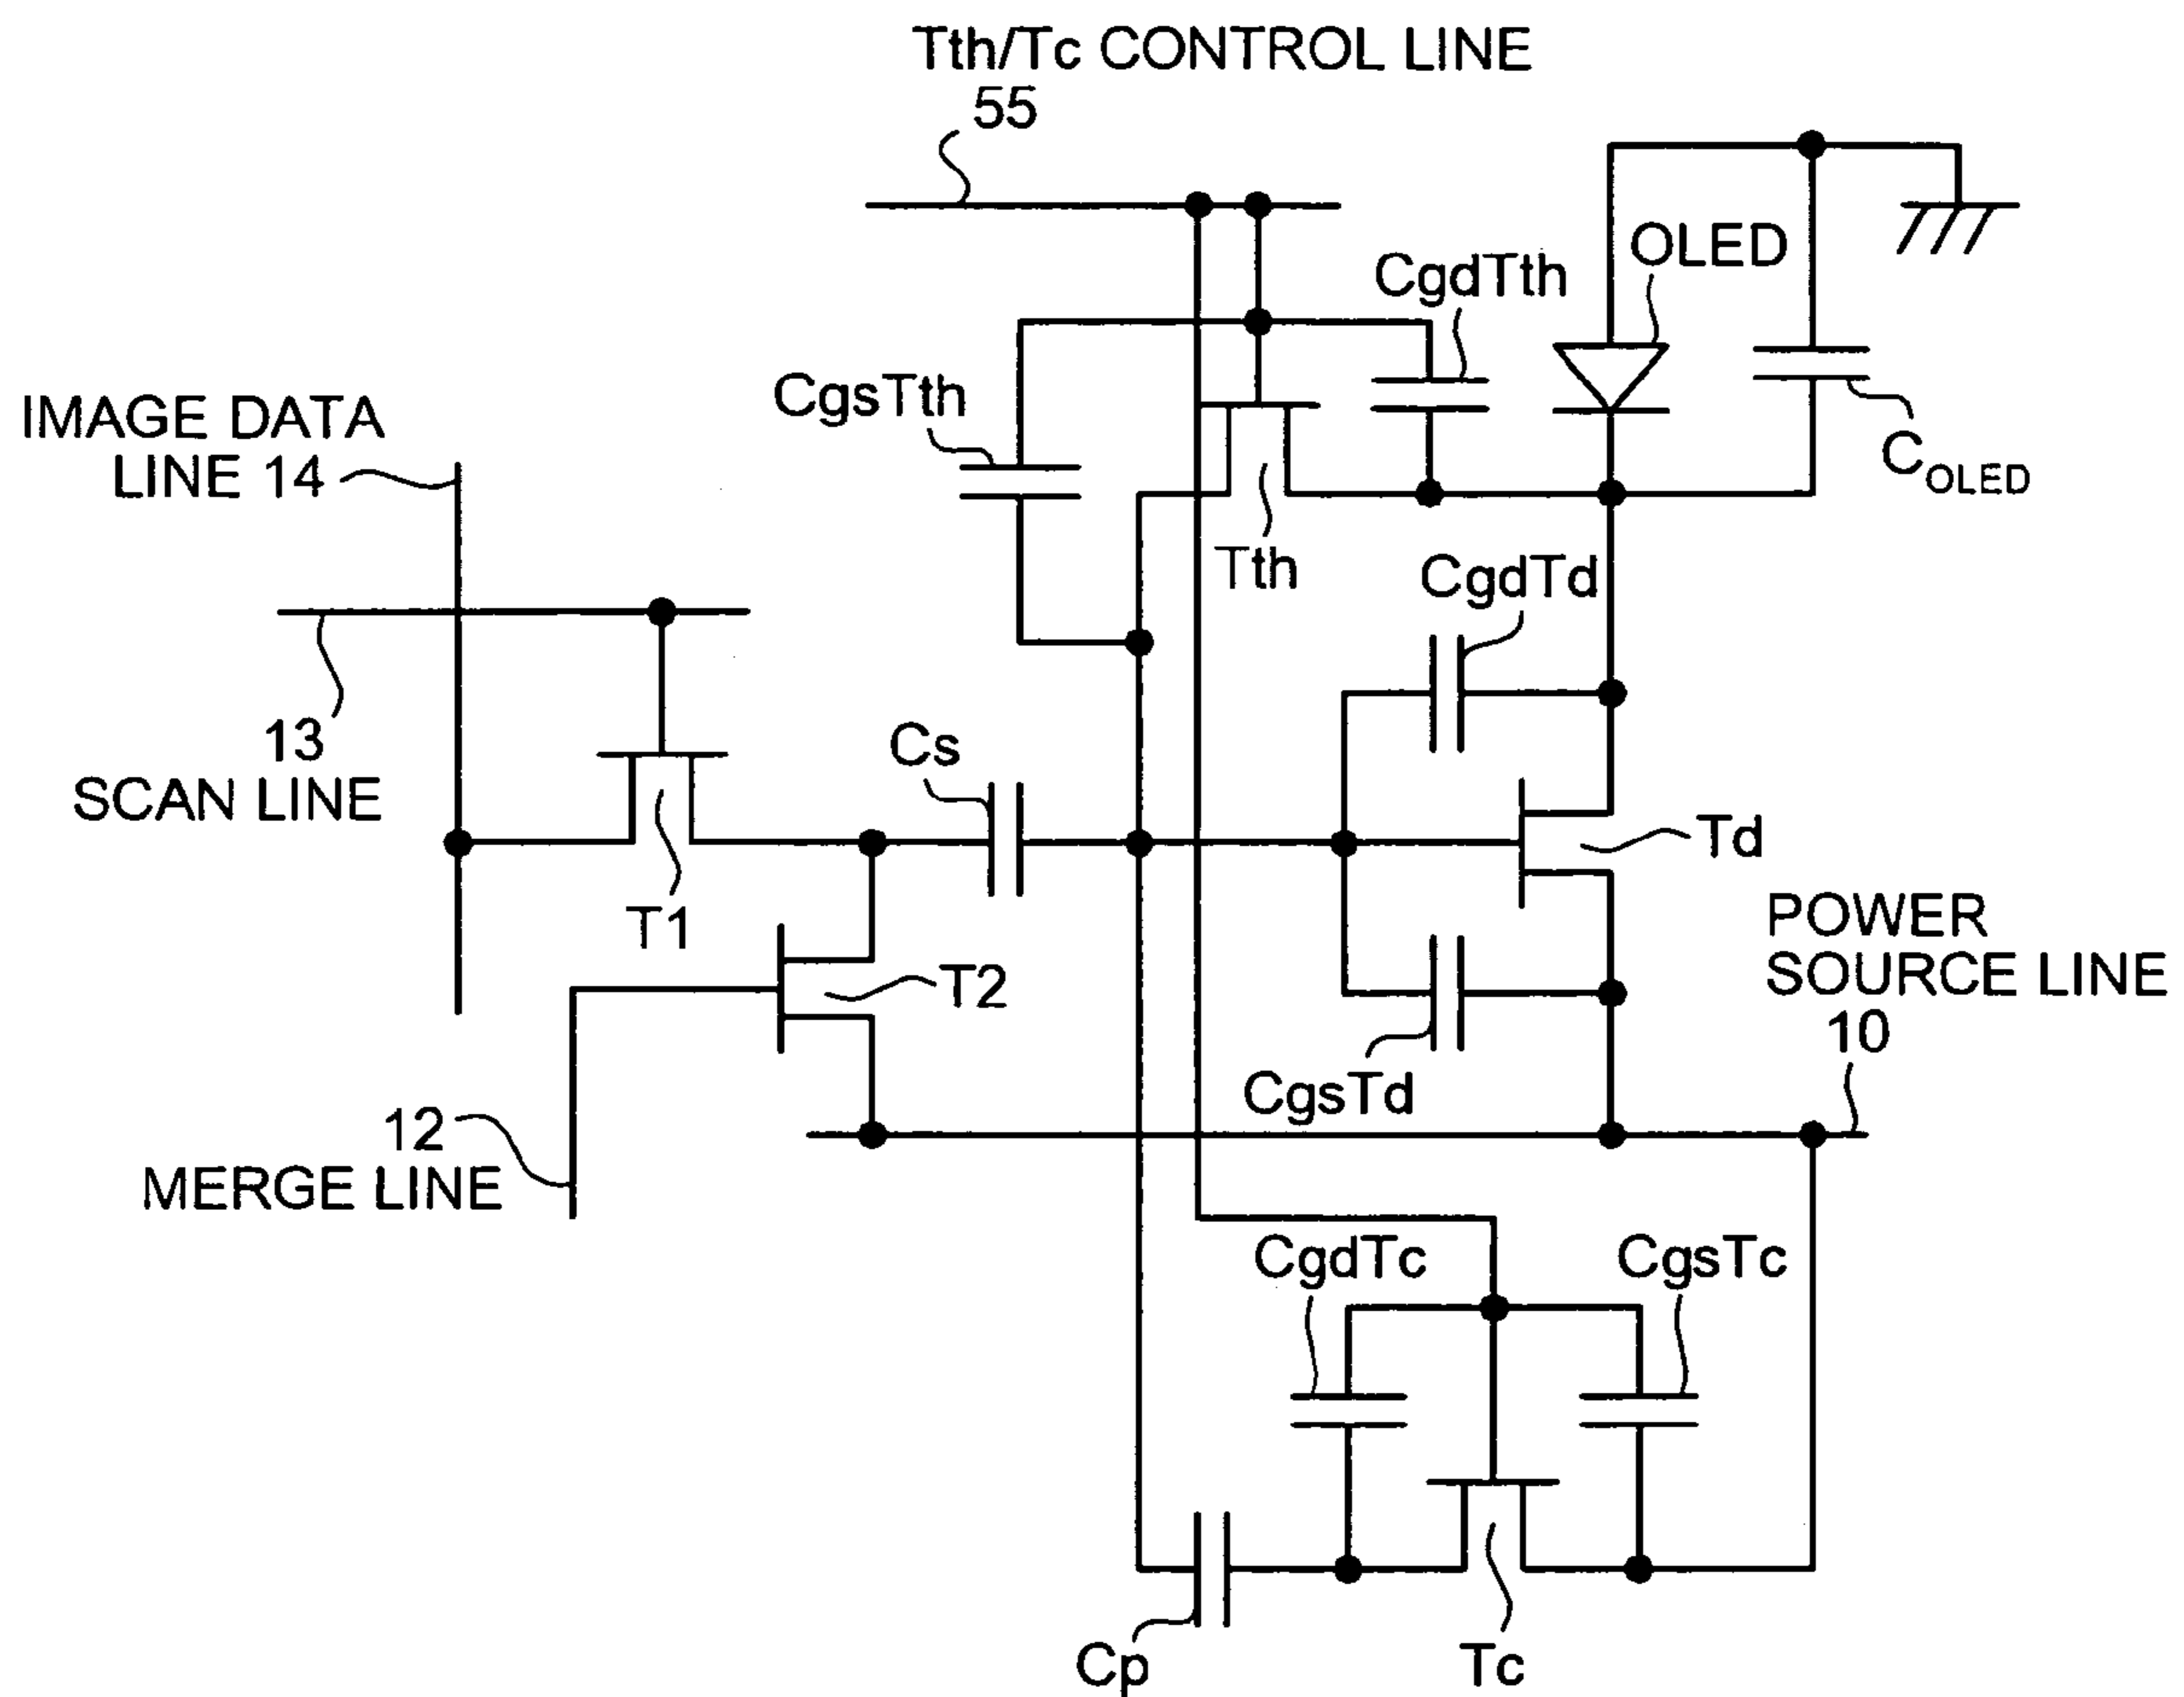 Tth/Tc CONTROL LINE
55
OLED
CgdTth
CgsTth
IMAGE DATA
LINE 14
COLED
Tth
CgdTd
13
SCAN LINE
Cs
Td
T1
POWER
SOURCE LINE
10
T2
CgsTd
12
MERGE LINE
CgdTc
CgsTc
Cp
Tc